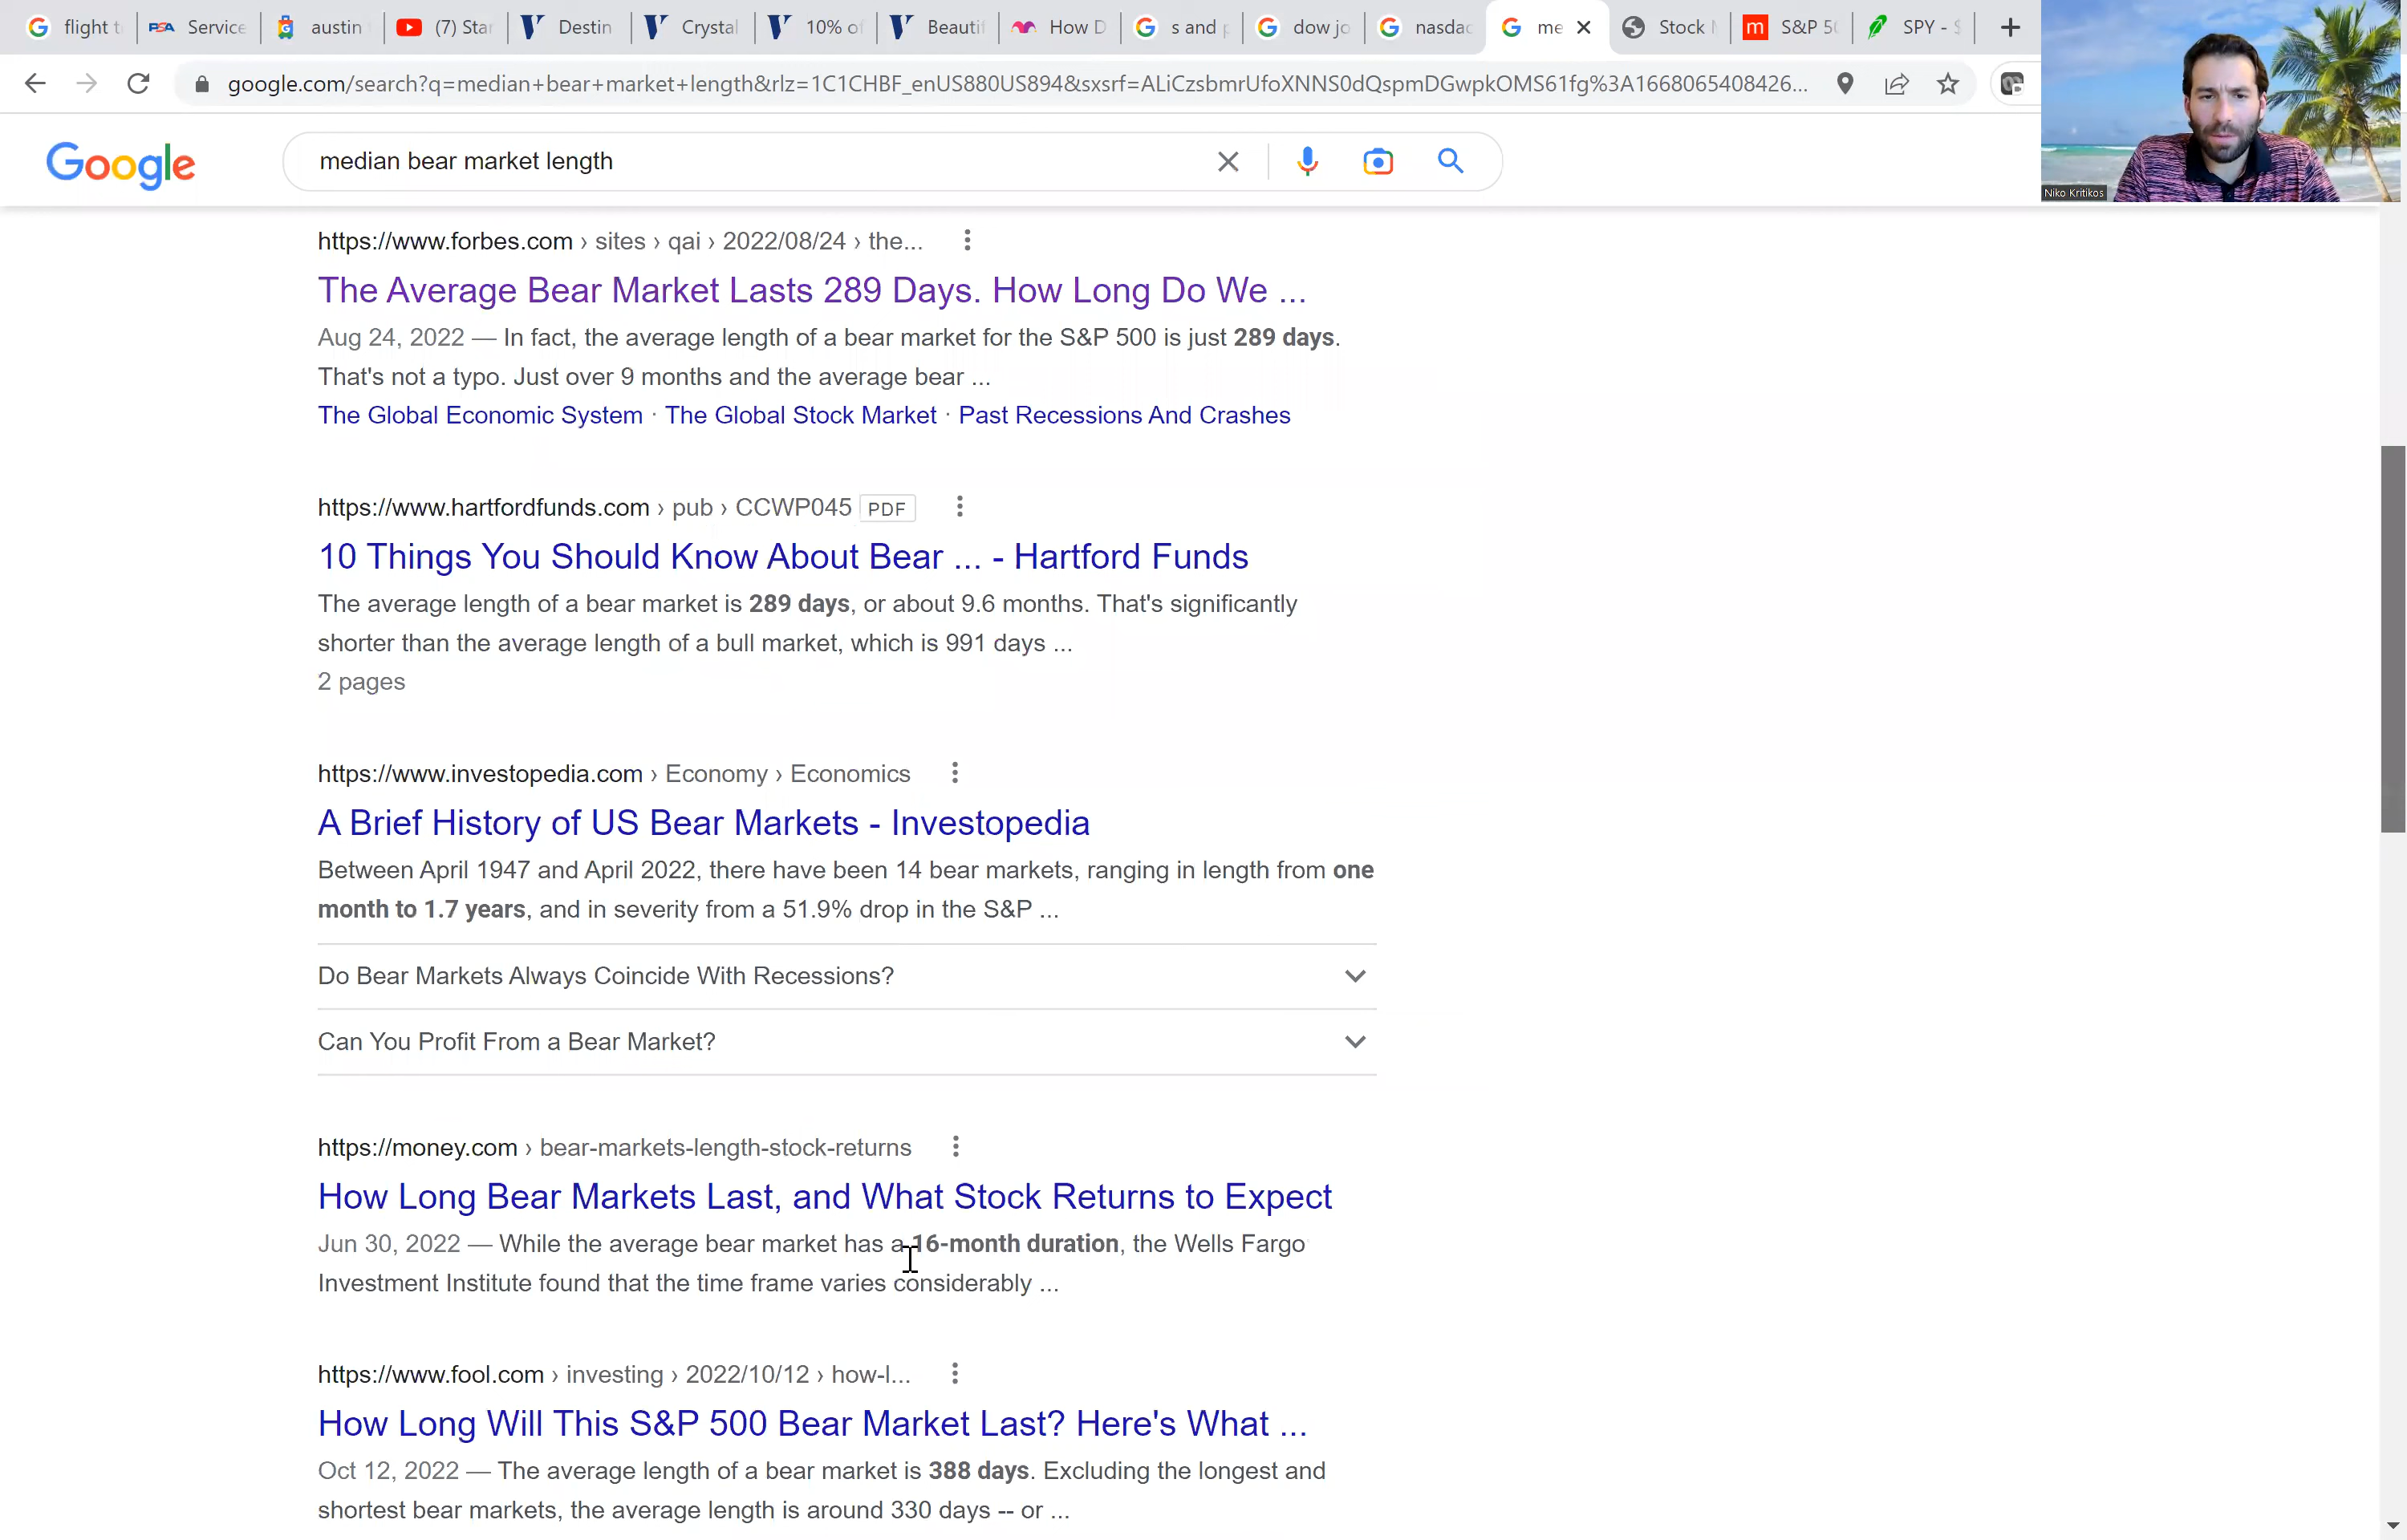 flight t
PSA Service
austin
(7) Star
Destin
Crystal
10% of
Beautif
How D
s and p
dow jo
nasdaq
me
Stock
S&P 50
SPY - $
google.com/search?q=median+bear+market+length&rlz=1C1CHBF_enUS880US894&sxsrf=ALiCzsbmrUfoXNNS0dQspmDGwpkOMS61fg%3A1668065408426...
Google
median bear market length
Niko Kritikos
https://www.forbes.com › sites › qai › 2022/08/24 › the...
The Average Bear Market Lasts 289 Days. How Long Do We ...
Aug 24, 2022 — In fact, the average length of a bear market for the S&P 500 is just 289 days.
That's not a typo. Just over 9 months and the average bear ...
The Global Economic System · The Global Stock Market · Past Recessions And Crashes
https://www.hartfordfunds.com › pub › CCWP045 PDF
10 Things You Should Know About Bear ... - Hartford Funds
The average length of a bear market is 289 days, or about 9.6 months. That's significantly
shorter than the average length of a bull market, which is 991 days ...
2 pages
https://www.investopedia.com › Economy › Economics
A Brief History of US Bear Markets - Investopedia
Between April 1947 and April 2022, there have been 14 bear markets, ranging in length from one
month to 1.7 years, and in severity from a 51.9% drop in the S&P ...
Do Bear Markets Always Coincide With Recessions?
Can You Profit From a Bear Market?
https://money.com › bear-markets-length-stock-returns
How Long Bear Markets Last, and What Stock Returns to Expect
Jun 30, 2022 — While the average bear market has a 16-month duration, the Wells Fargo
Investment Institute found that the time frame varies considerably ...
https://www.fool.com › investing › 2022/10/12 › how-l...
How Long Will This S&P 500 Bear Market Last? Here's What ...
Oct 12, 2022 — The average length of a bear market is 388 days. Excluding the longest and
shortest bear markets, the average length is around 330 days -- or ...